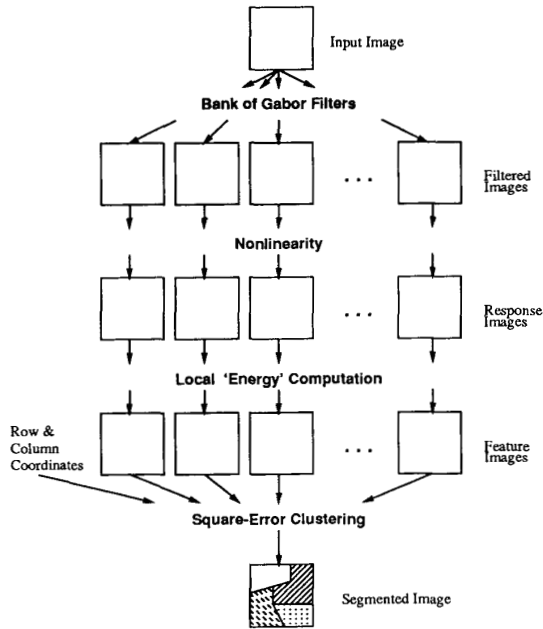 Input Image
Bank of Gabor Filters
Filtered
Images
. . .
Nonlinearity
Response
Images
. . .
Local 'Energy' Computation
Row &
Column
Coordinates
Feature
Images
. . .
Square-Error Clustering
Segmented Image